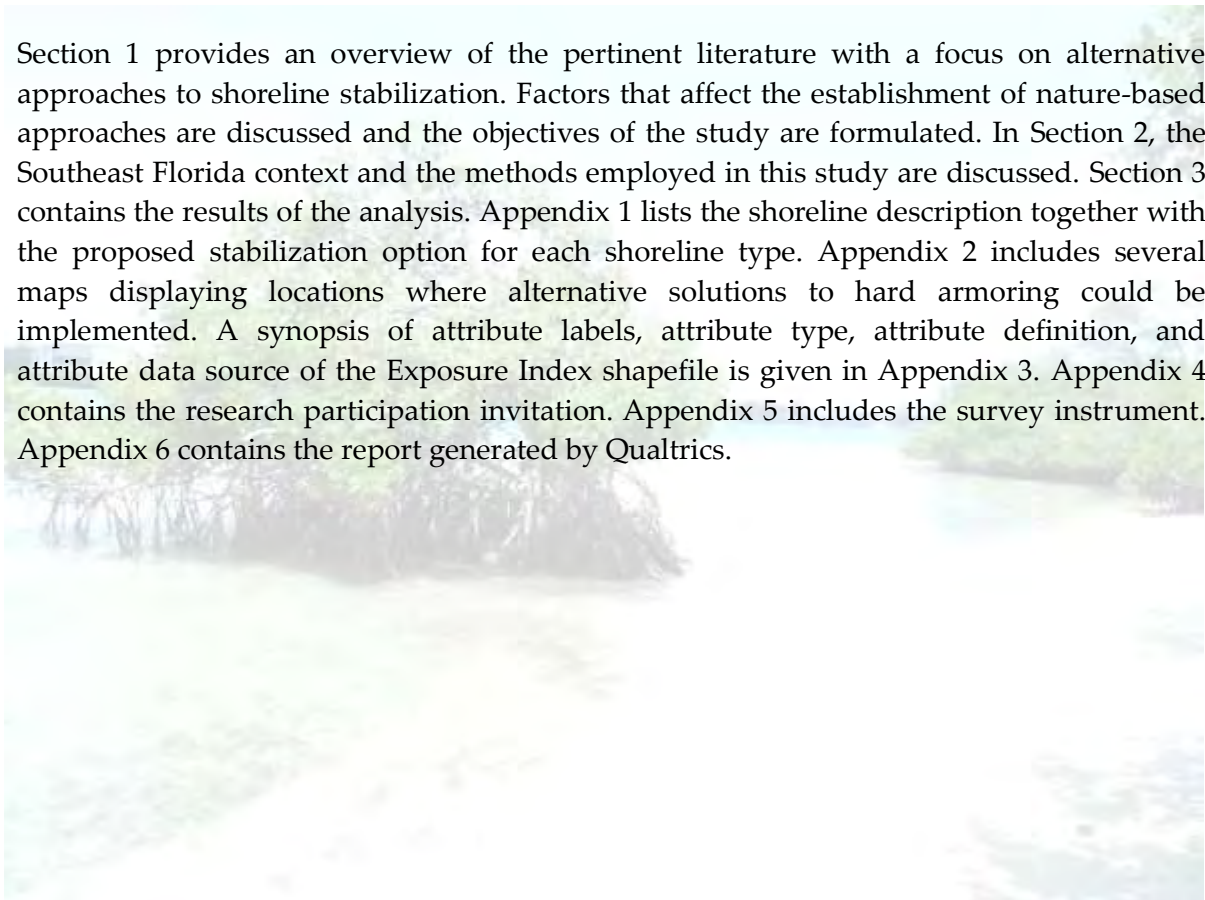 Section 1 provides an overview of the pertinent literature with a focus on alternative
approaches to shoreline stabilization. Factors that affect the establishment of nature-based
approaches are discussed and the objectives of the study are formulated. In Section 2, the
Southeast Florida context and the methods employed in this study are discussed. Section 3
contains the results of the analysis. Appendix 1 lists the shoreline description together with
the proposed stabilization option for each shoreline type. Appendix 2 includes several
maps displaying locations where alternative solutions to hard armoring could be
implemented. A synopsis of attribute labels, attribute type, attribute definition, and
attribute data source of the Exposure Index shapefile is given in Appendix 3. Appendix 4
contains the research participation invitation. Appendix 5 includes the survey instrument.
Appendix 6 contains the report generated by Qualtrics.